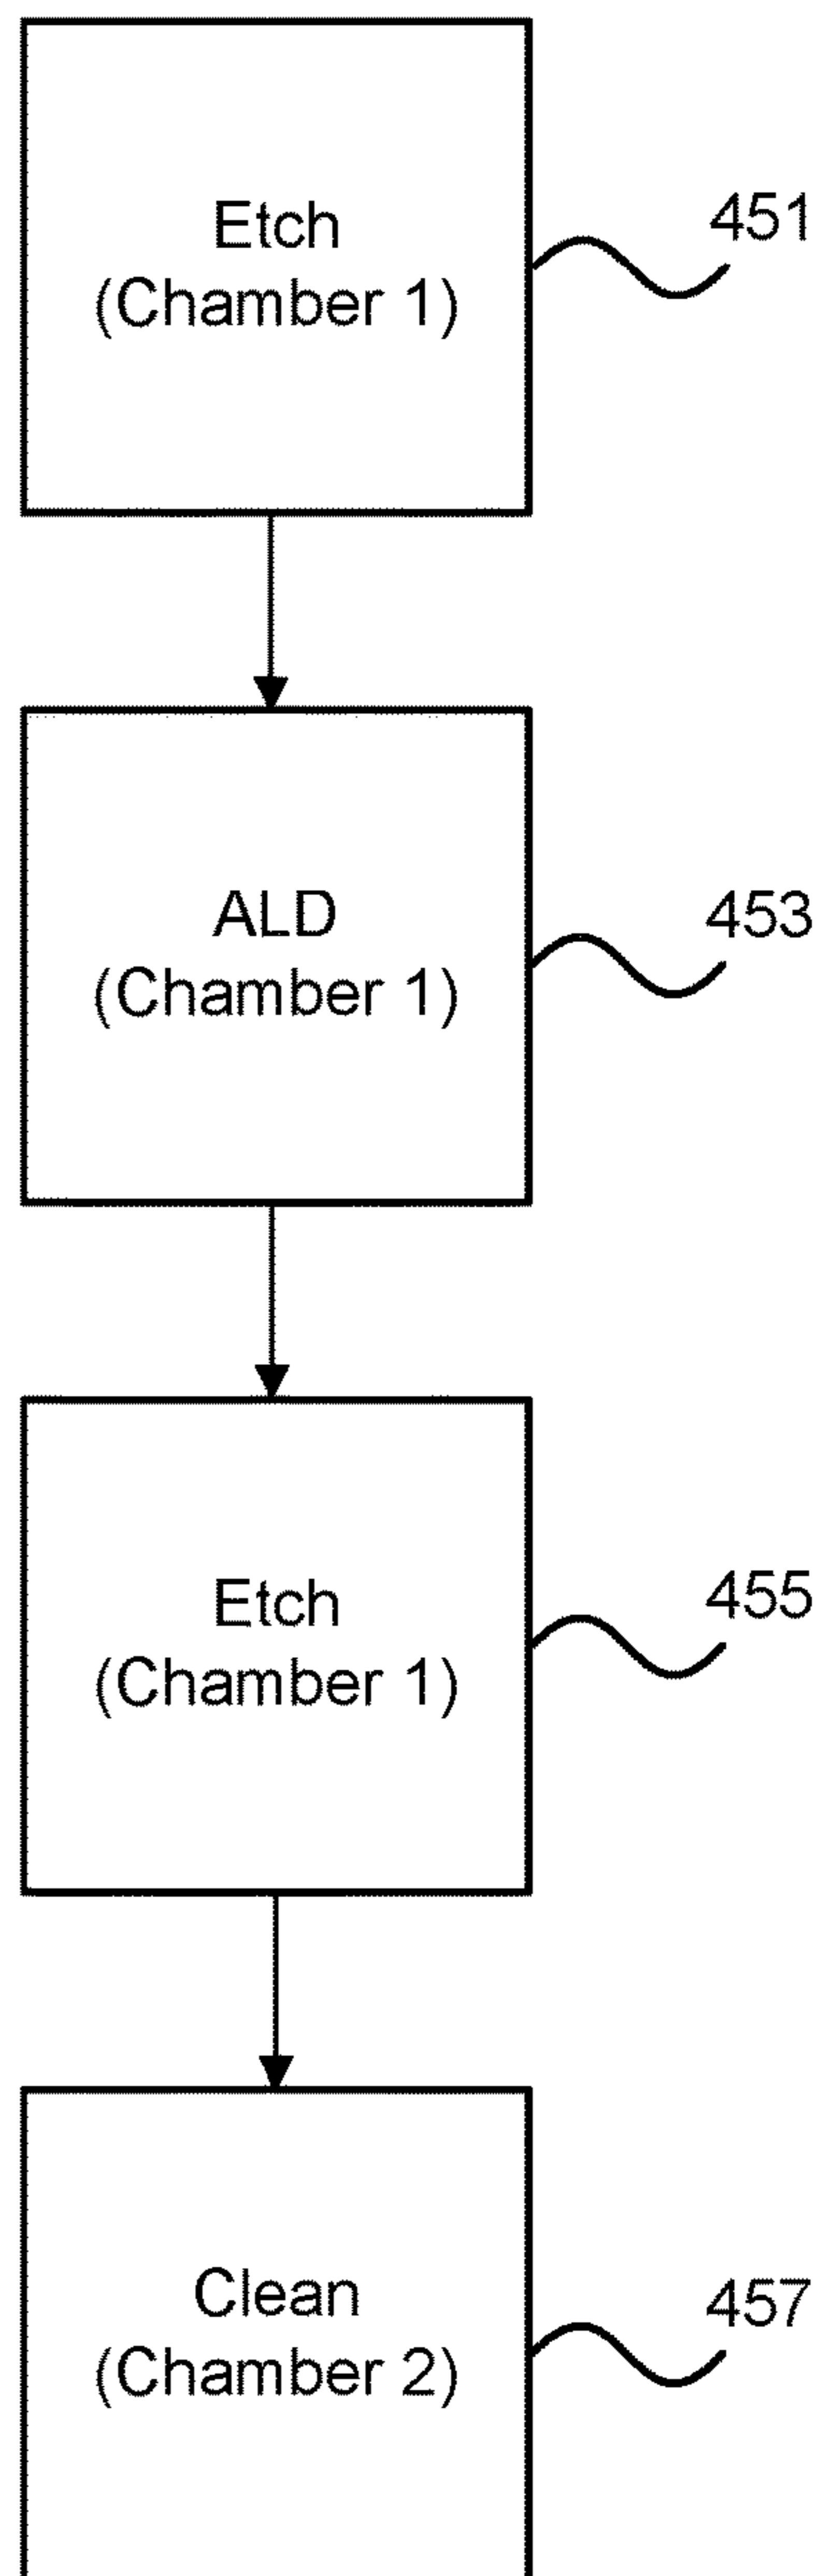 Etch
(Chamber 1)
451
ALD
(Chamber 1)
453
Etch
(Chamber 1)
455
Clean
(Chamber 2)
457